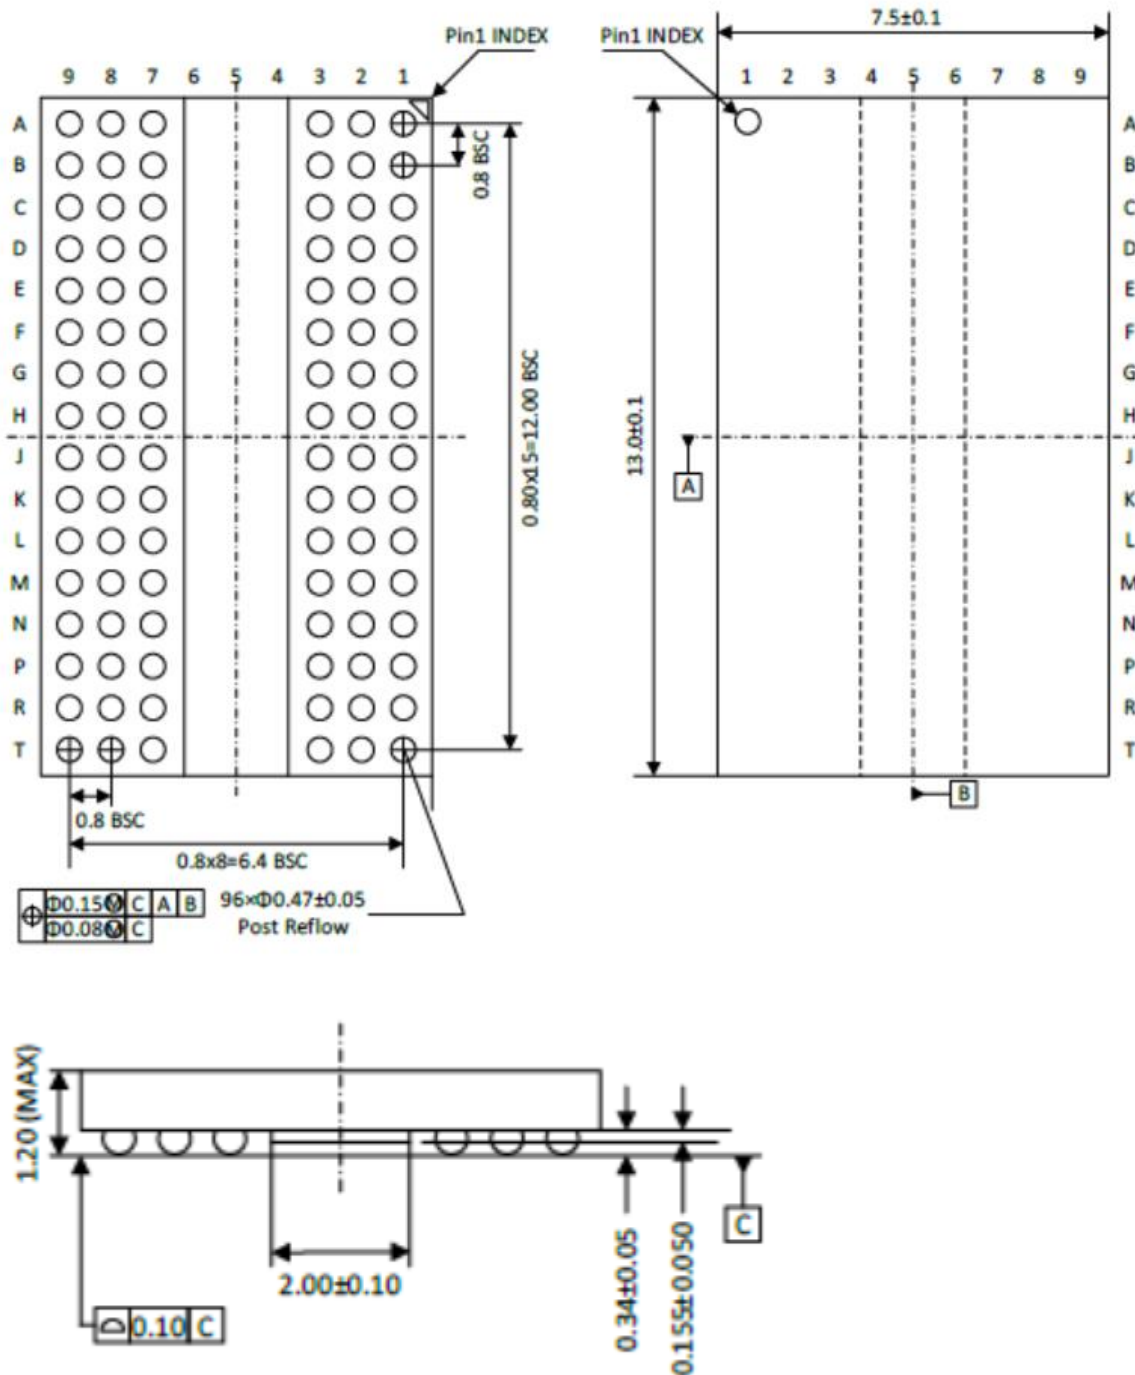 7.5±0.1
Pin1 INDEX
Pin1 INDEX
9 8 7 6 5 4 3 2 1
1 2 3 4 5 6 7 8 9
A
B
C
D
E
F
G
H
J
K
L
M
N
P
R
T
0.8 BSC
0.80x15=12.00 BSC
13.0±0.1
A
A
B
C
D
E
F
G
H
J
K
L
M
N
P
R
T
B
0.8 BSC
0.8x8=6.4 BSC
Φ0.15Ⓜ C A B
Φ0.08Ⓜ C
96×Φ0.47±0.05
Post Reflow
1.20 (MAX)
2.00±0.10
0.34±0.05
0.155±0.050
C
0.10 C